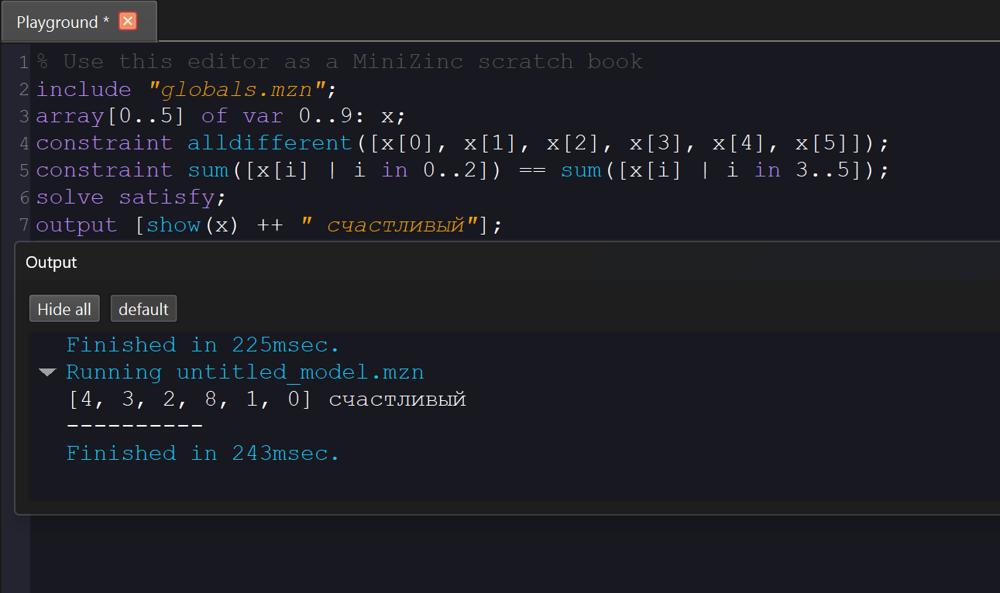 Playground *
1 % Use this editor as a MiniZinc scratch book
2 include "globals.mzn";
3 array[0..5] of var 0..9: x;
4 constraint alldifferent([x[0], x[1], x[2], x[3], x[4], x[5]]);
5 constraint sum([x[i] | i in 0..2]) == sum([x[i] | i in 3..5]);
6 solve satisfy;
7 output [show(x) ++ " счастливый"];
Output
Hide all default
Finished in 225msec.
Running untitled_model.mzn
[4, 3, 2, 8, 1, 0] счастливый
----------
Finished in 243msec.